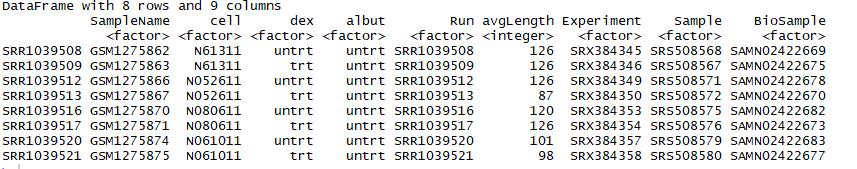 DataFrame with 8 rows and 9 columns
SampleName cell dex albut Run avgLength Experiment Sample BioSample
<factor> <factor> <factor> <factor> <factor> <integer> <factor> <factor> <factor>
SRR1039508 GSM1275862 N61311 untrt untrt SRR1039508 126 SRX384345 SRS508568 SAMN02422669
SRR1039509 GSM1275863 N61311 trt untrt SRR1039509 126 SRX384346 SRS508567 SAMN02422675
SRR1039512 GSM1275866 N052611 untrt untrt SRR1039512 126 SRX384349 SRS508571 SAMN02422678
SRR1039513 GSM1275867 N052611 trt untrt SRR1039513 87 SRX384350 SRS508572 SAMN02422670
SRR1039516 GSM1275870 N080611 untrt untrt SRR1039516 120 SRX384353 SRS508575 SAMN02422682
SRR1039517 GSM1275871 N080611 trt untrt SRR1039517 126 SRX384354 SRS508576 SAMN02422673
SRR1039520 GSM1275874 N061011 untrt untrt SRR1039520 101 SRX384357 SRS508579 SAMN02422683
SRR1039521 GSM1275875 N061011 trt untrt SRR1039521 98 SRX384358 SRS508580 SAMN02422677